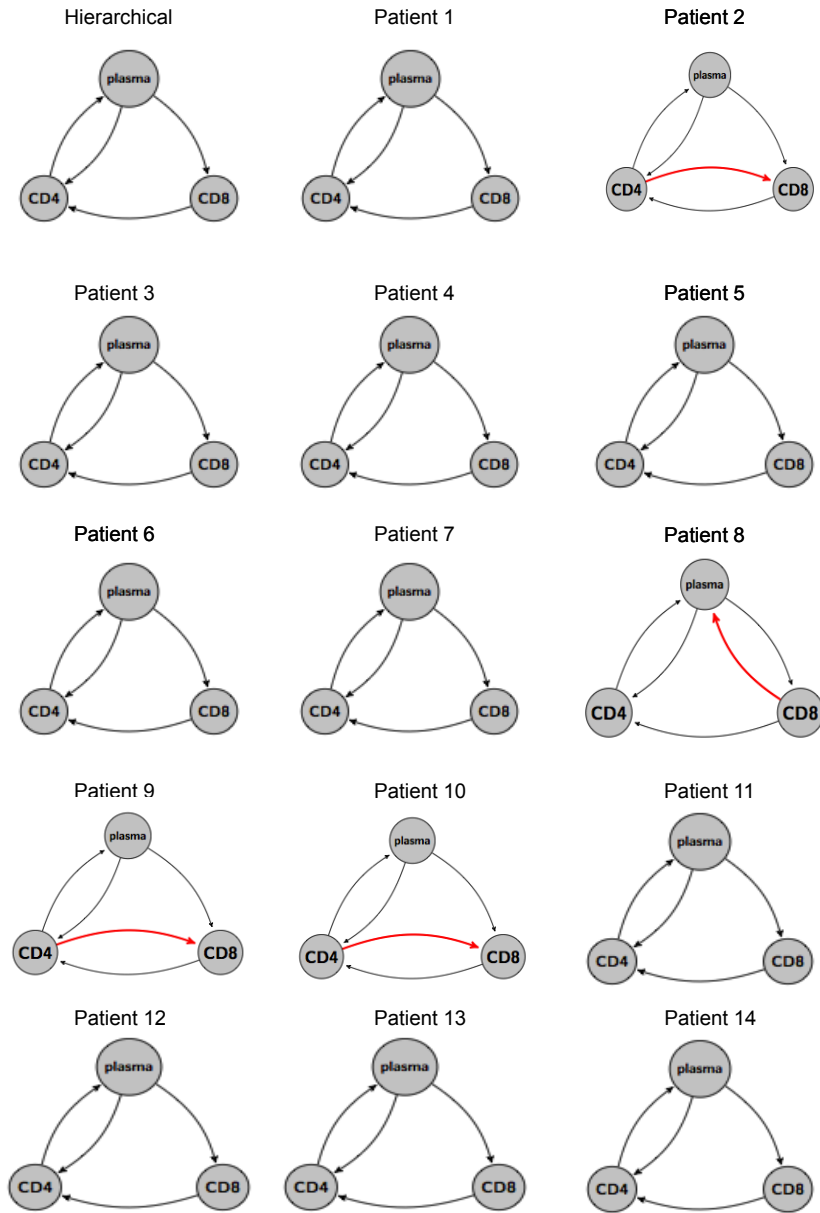 Hierarchical Patient 1 Patient 2
plasma plasma plasma
CD4 CD8 CD4 CD8 CD4 CD8
Patient 3 Patient 4 Patient 5
plasma plasma plasma
CD4 CD8 CD4 CD8 CD4 CD8
Patient 6 Patient 7 Patient 8
plasma plasma plasma
CD4 CD8 CD4 CD8 CD4 CD8
Patient 9 Patient 10 Patient 11
plasma plasma plasma
CD4 CD8 CD4 CD8 CD4 CD8
Patient 12 Patient 13 Patient 14
plasma plasma plasma
CD4 CD8 CD4 CD8 CD4 CD8